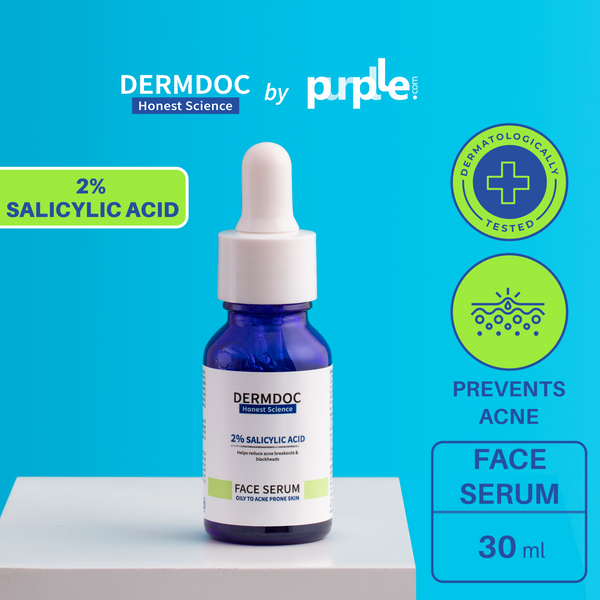 DERMDOC
Honest Science
by
purplle.com
2%
SALICYLIC ACID
DERMATOLOGICALLY
TESTED
PREVENTS
ACNE
FACE
SERUM
30 ml
DERMDOC
Honest Science
2% SALICYLIC ACID
Helps reduce acne breakouts &
blackheads
FACE SERUM
OILY TO ACNE PRONE SKIN